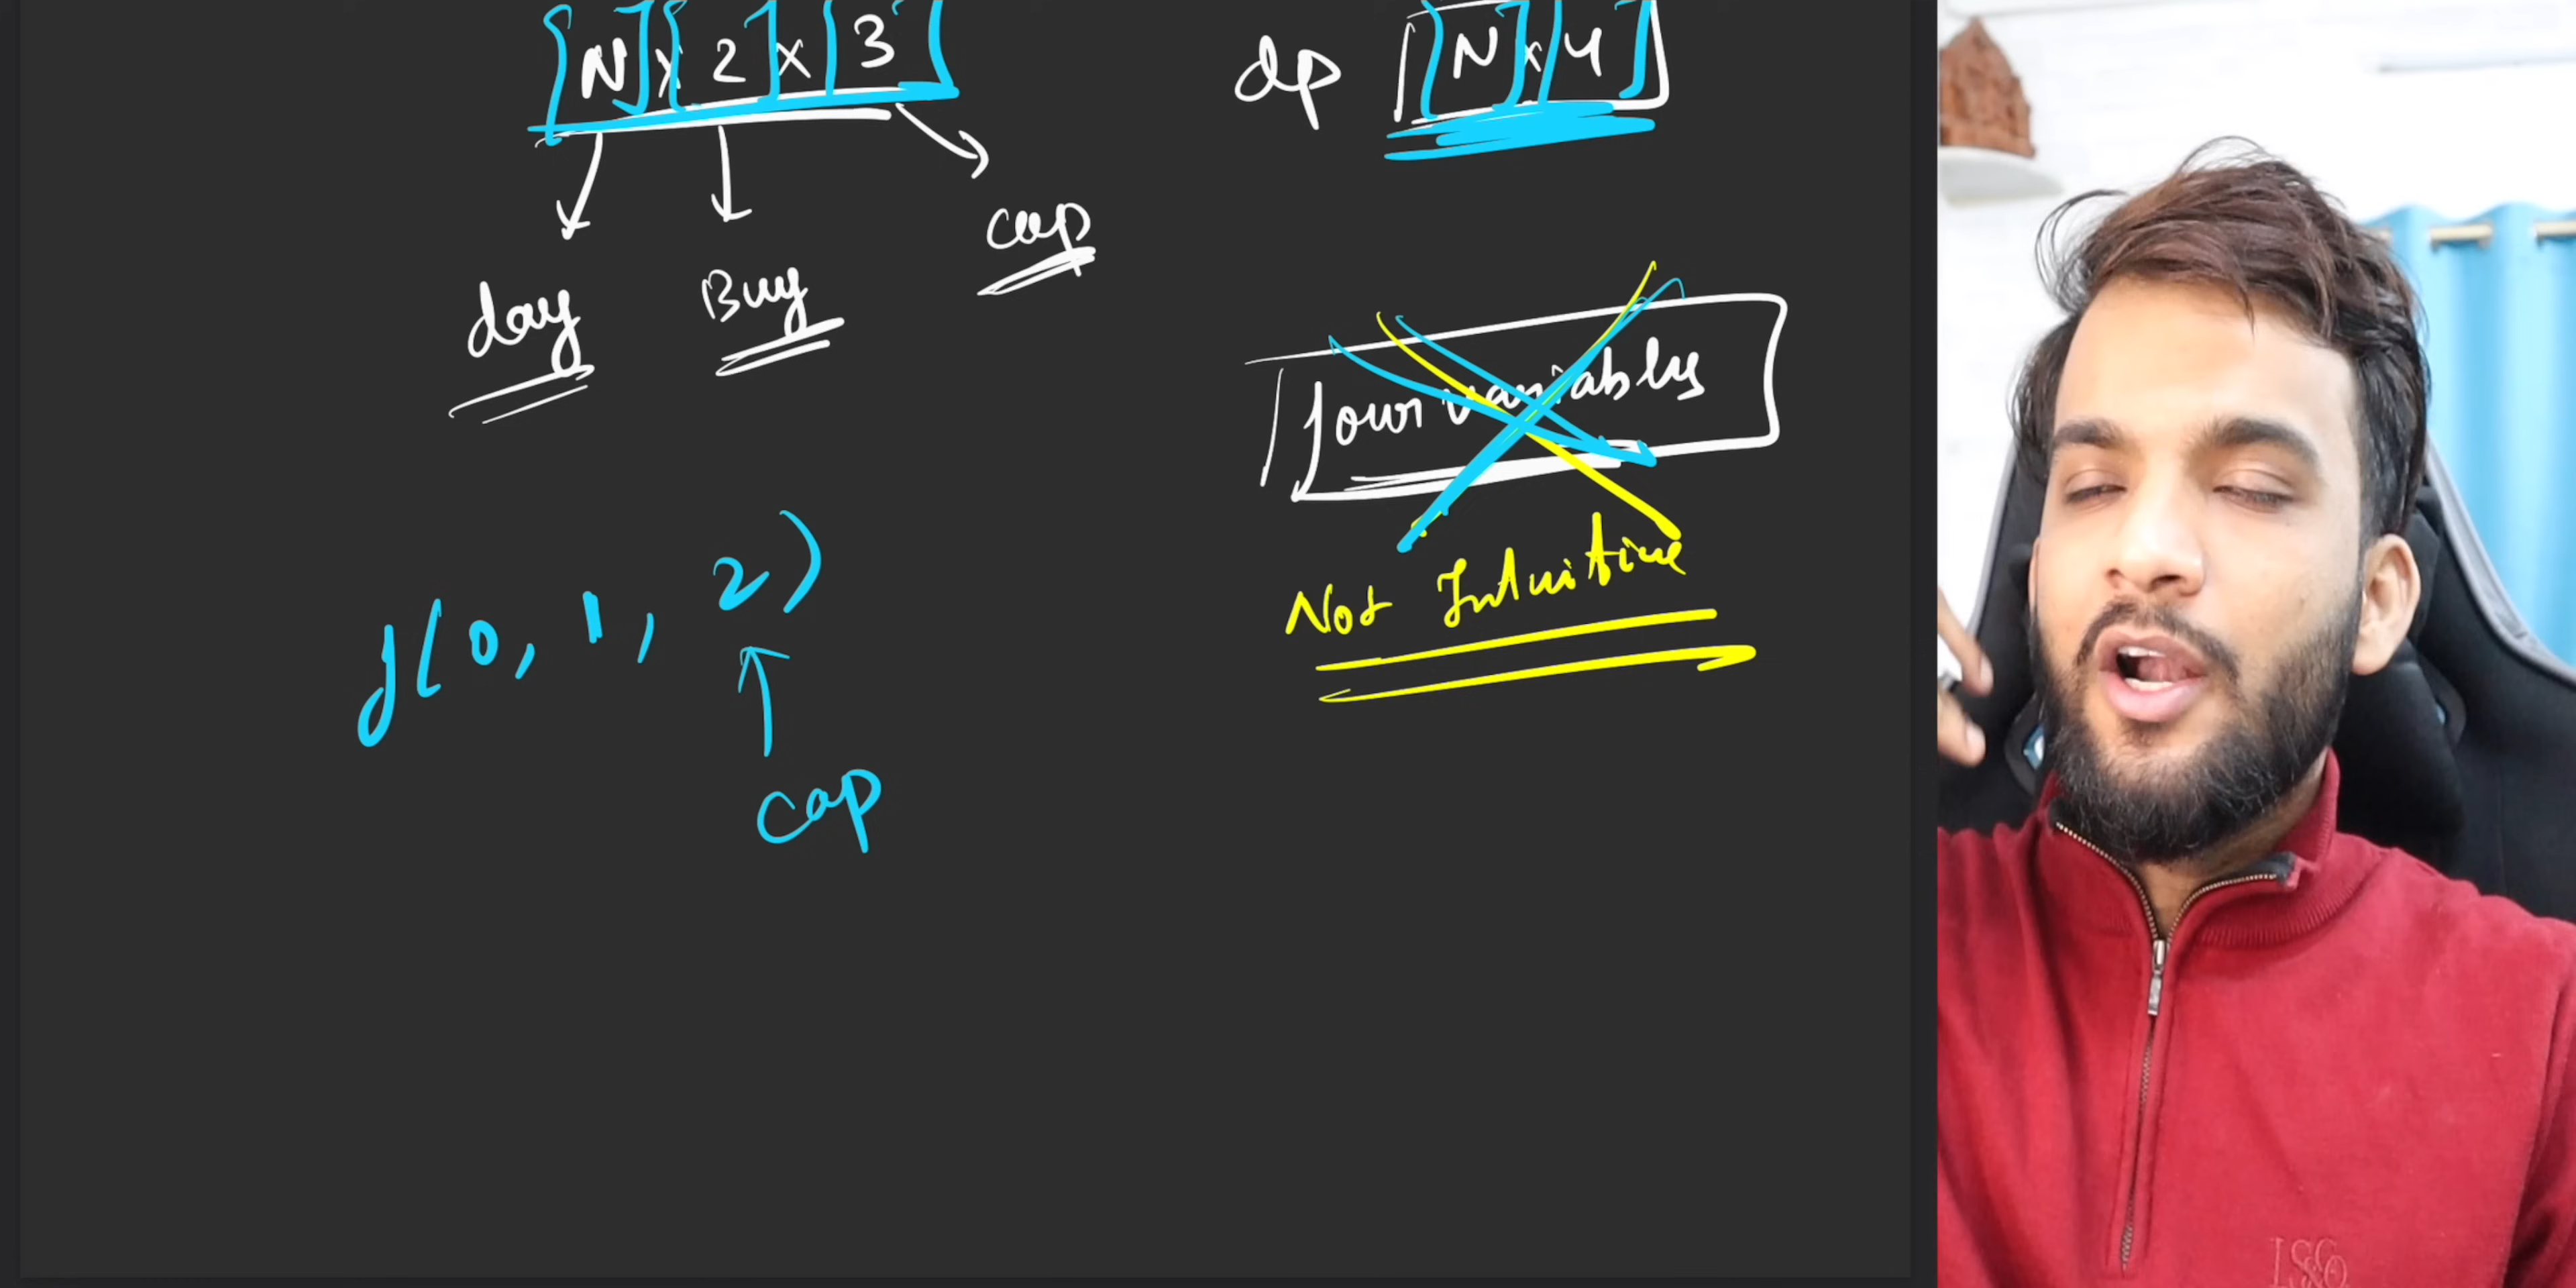 [N] x [2] x [3]
dp [N] x [4]
day
Buy
cap
four variables
Not Intuitive
f(0, 1, 2)
cap